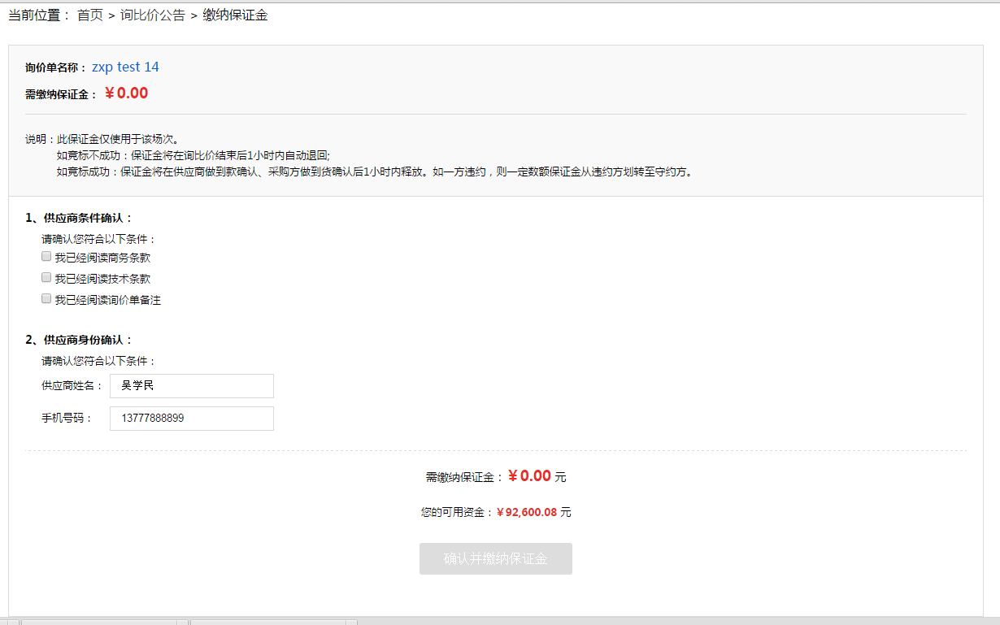 当前位置： 首页 > 询比价公告 > 缴纳保证金
询价单名称： zxp test 14
需缴纳保证金： ￥0.00
说明：此保证金仅使用于该场次。
如竟标不成功：保证金将在询比价结束后1小时内自动退回;
如竟标成功：保证金将在供应商做到款确认、采购方做到货确认后1小时内释放。如一方违约，则一定数额保证金从违约方划转至守约方。
1、供应商条件确认：
请确认您符合以下条件：
我已经阅读商务条款
我已经阅读技术条款
我已经阅读询价单备注
2、供应商身份确认：
请确认您符合以下条件：
供应商姓名： 吴学民
手机号码： 13777888899
需缴纳保证金：￥0.00 元
您的可用资金：￥92,600.08 元
确认并缴纳保证金